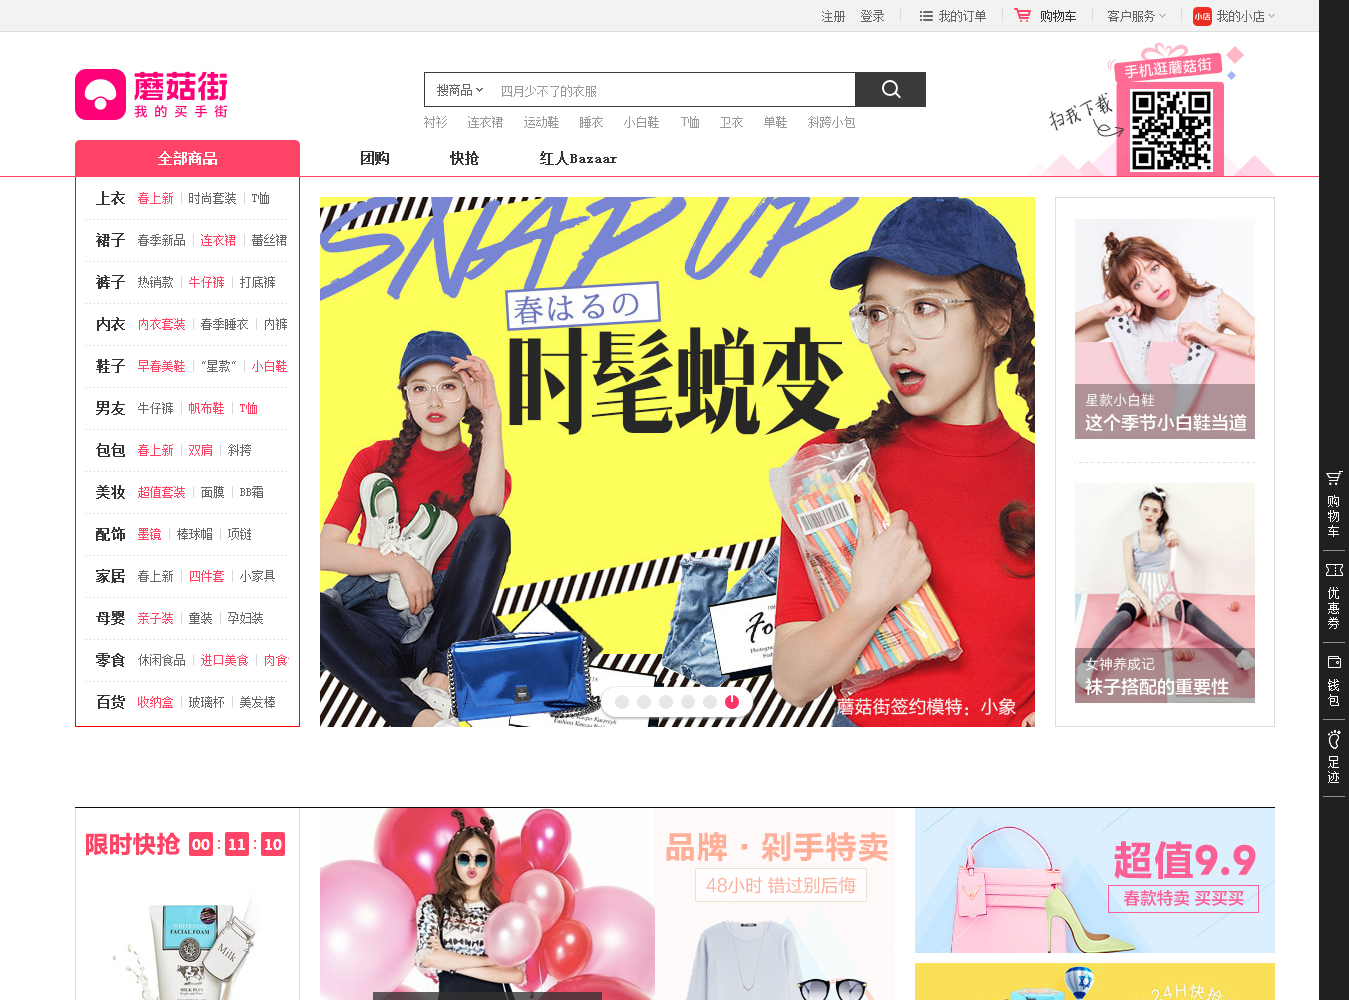 注册 登录 我的订单 购物车 客户服务 小店 我的小店
蘑菇街
我的买手街
搜商品 四月少不了的衣服
衬衫 连衣裙 运动鞋 睡衣 小白鞋 T恤 卫衣 单鞋 斜跨小包
手机逛蘑菇街
扫我下载
全部商品 团购 快抢 红人Bazaar
上衣 春上新 时尚套装 T恤
裙子 春季新品 连衣裙 蕾丝裙
裤子 热销款 牛仔裤 打底裤
内衣 内衣套装 春季睡衣 内裤
鞋子 早春美鞋 “星款” 小白鞋
男友 牛仔裤 帆布鞋 T恤
包包 春上新 双肩 斜挎
美妆 超值套装 面膜 BB霜
配饰 墨镜 棒球帽 项链
家居 春上新 四件套 小家具
母婴 亲子装 童装 孕妇装
零食 休闲食品 进口美食 肉食
百货 收纳盒 玻璃杯 美发棒
SNAP UP
春はるの
时髦蜕变
蘑菇街签约模特：小象
星款小白鞋
这个季节小白鞋当道
女神养成记
袜子搭配的重要性
购物车
优惠券
钱包
足迹
限时快抢 00 : 11 : 10
WHITENING
FACIAL FOAM
MILK PLUS
Milk
品牌·剁手特卖
48小时 错过别后悔
超值9.9
春款特卖 买买买
24H快抢